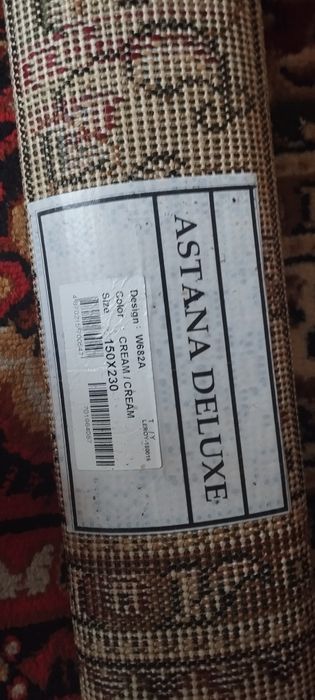 ASTANA DELUXE
Design : W682A
Color : CREAM / CREAM
Size : 150X230